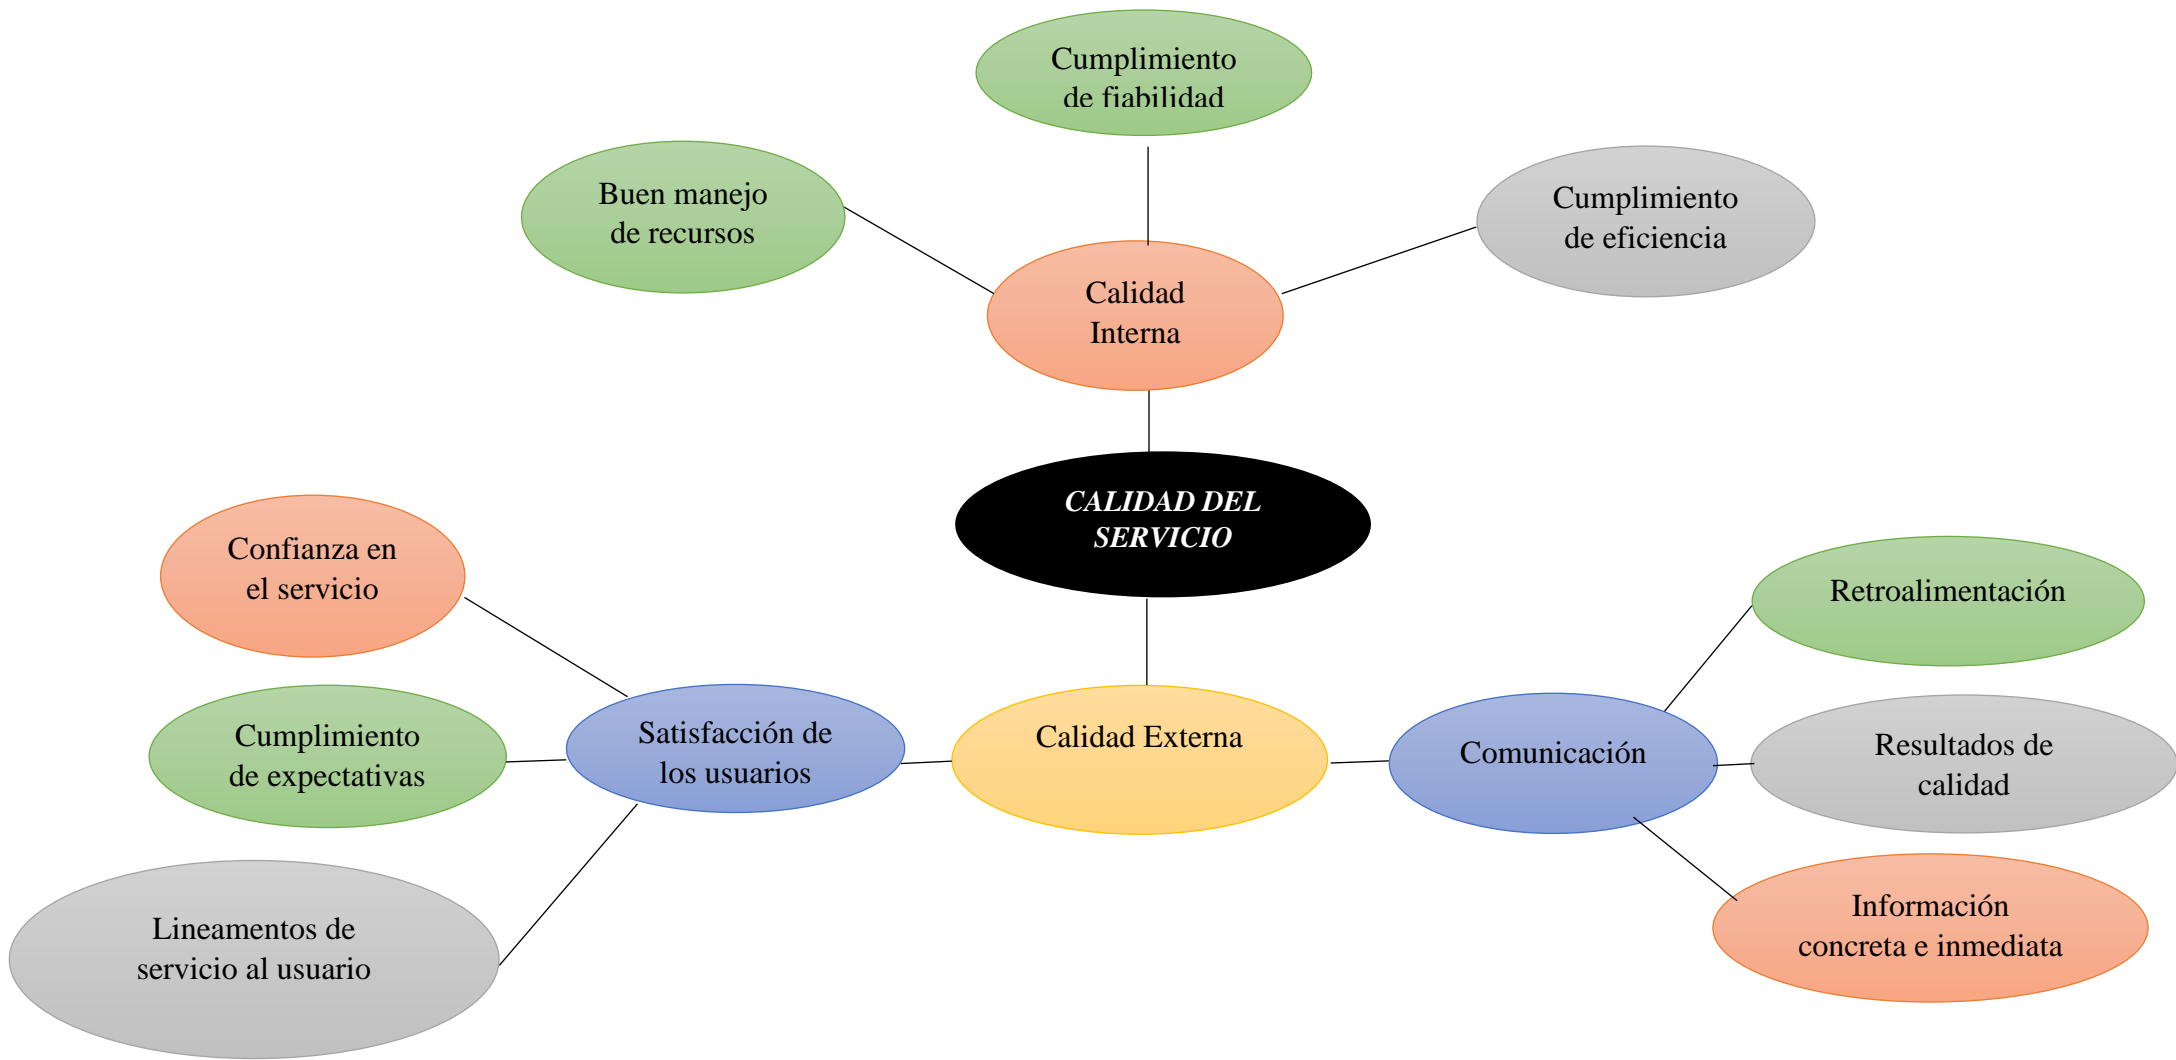 Cumplimiento
de fiabilidad
Buen manejo
de recursos
Cumplimiento
de eficiencia
Calidad
Interna
CALIDAD DEL
SERVICIO
Confianza en
el servicio
Retroalimentación
Cumplimiento
de expectativas
Satisfacción de
los usuarios
Calidad Externa
Comunicación
Resultados de
calidad
Lineamentos de
servicio al usuario
Información
concreta e inmediata